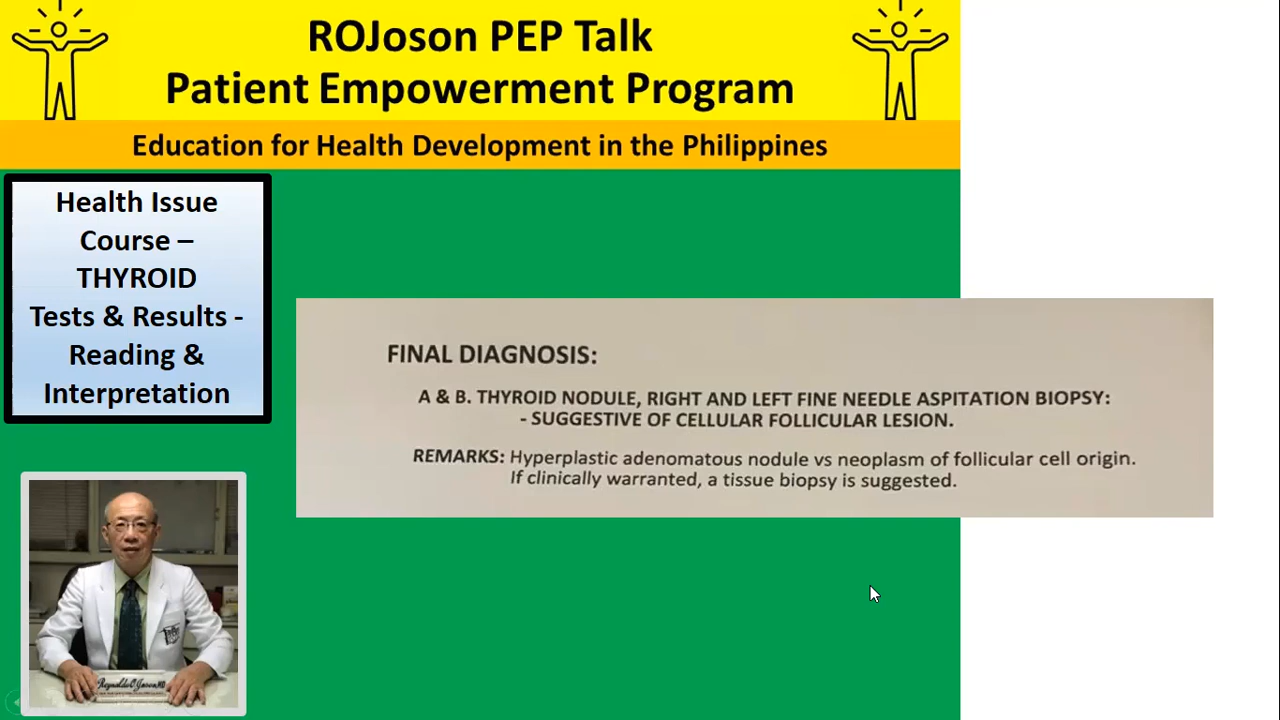 ROJoson PEP Talk
Patient Empowerment Program
Education for Health Development in the Philippines
Health Issue
Course –
THYROID
Tests & Results -
Reading &
Interpretation
FINAL DIAGNOSIS:
A & B. THYROID NODULE, RIGHT AND LEFT FINE NEEDLE ASPITATION BIOPSY:
- SUGGESTIVE OF CELLULAR FOLLICULAR LESION.
REMARKS: Hyperplastic adenomatous nodule vs neoplasm of follicular cell origin.
If clinically warranted, a tissue biopsy is suggested.